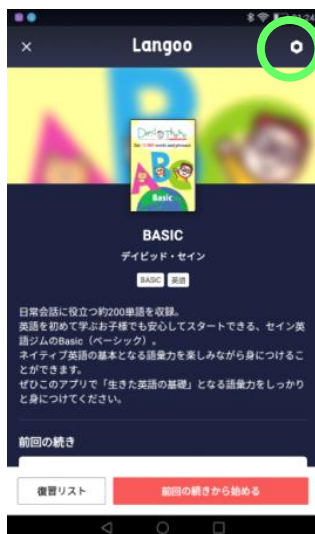 21:24
Langoo
ABC
Basic
BASIC
デイビッド・セイン
BASIC 英語
日常会話に役立つ約200単語を収録。
英語を初めて学ぶお子様でも安心してスタートできる、セイン英
語ジムのBasic（ベーシック）。
ネイティブ英語の基本となる語彙力を楽しみながら身につけるこ
とができます。
ぜひこのアプリで「生きた英語の基礎」となる語彙力をしっかり
と身につけてください。
前回の続き
復習リスト 前回の続きから始める